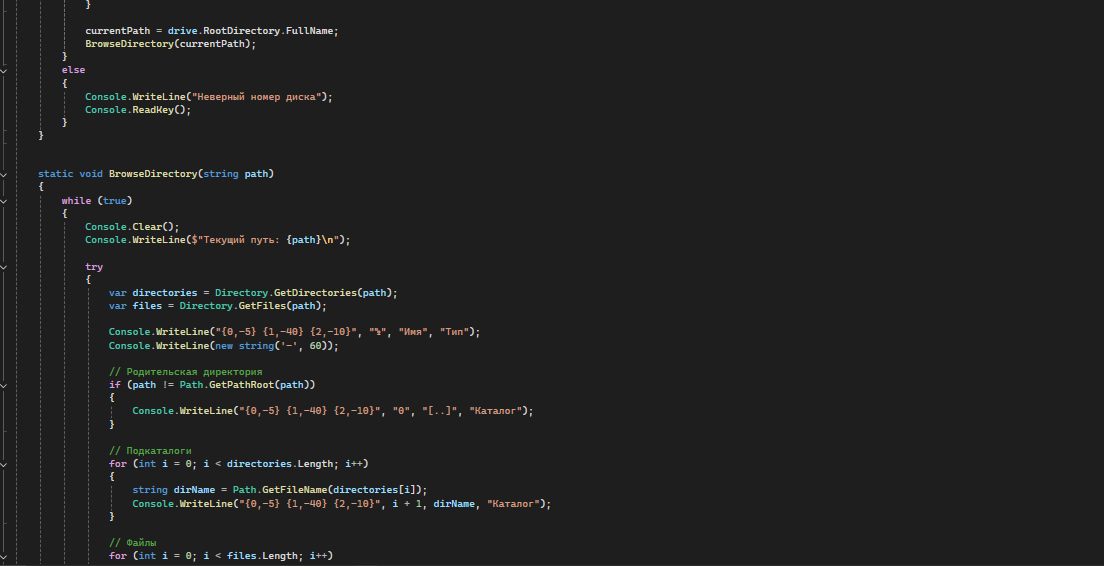 }
currentPath = drive.RootDirectory.FullName;
BrowseDirectory(currentPath);
}
else
{
Console.WriteLine("Неверный номер диска");
Console.ReadKey();
}
}
static void BrowseDirectory(string path)
{
while (true)
{
Console.Clear();
Console.WriteLine($"Текущий путь: {path}\n");
try
{
var directories = Directory.GetDirectories(path);
var files = Directory.GetFiles(path);
Console.WriteLine("{0,-5} {1,-40} {2,-10}", "№", "Имя", "Тип");
Console.WriteLine(new string('-', 60));
// Родительская директория
if (path != Path.GetPathRoot(path))
{
Console.WriteLine("{0,-5} {1,-40} {2,-10}", "0", "[..]", "Каталог");
}
// Подкаталоги
for (int i = 0; i < directories.Length; i++)
{
string dirName = Path.GetFileName(directories[i]);
Console.WriteLine("{0,-5} {1,-40} {2,-10}", i + 1, dirName, "Каталог");
}
// Файлы
for (int i = 0; i < files.Length; i++)